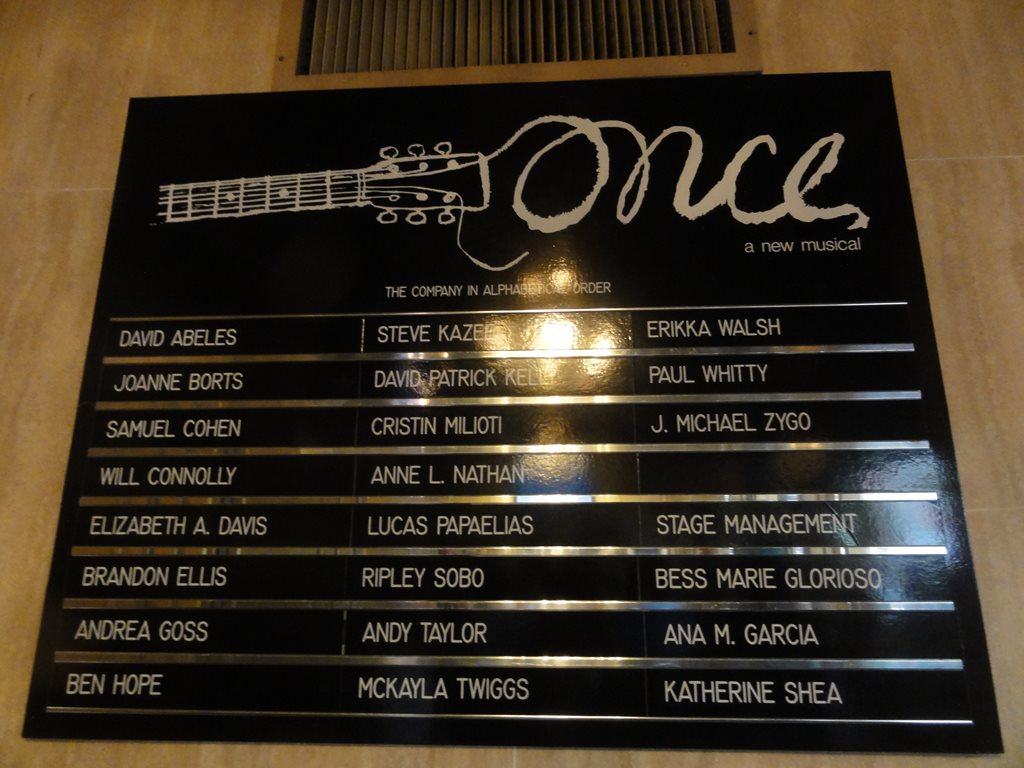 once
a new musical
THE COMPANY IN ALPHABETICAL ORDER
DAVID ABELES
JOANNE BORTS
SAMUEL COHEN
WILL CONNOLLY
ELIZABETH A. DAVIS
BRANDON ELLIS
ANDREA GOSS
BEN HOPE
STEVE KAZEE
DAVID PATRICK KELLY
CRISTIN MILIOTI
ANNE L. NATHAN
LUCAS PAPAELIAS
RIPLEY SOBO
ANDY TAYLOR
MCKAYLA TWIGGS
ERIKKA WALSH
PAUL WHITTY
J. MICHAEL ZYGO
STAGE MANAGEMENT
BESS MARIE GLORIOSO
ANA M. GARCIA
KATHERINE SHEA